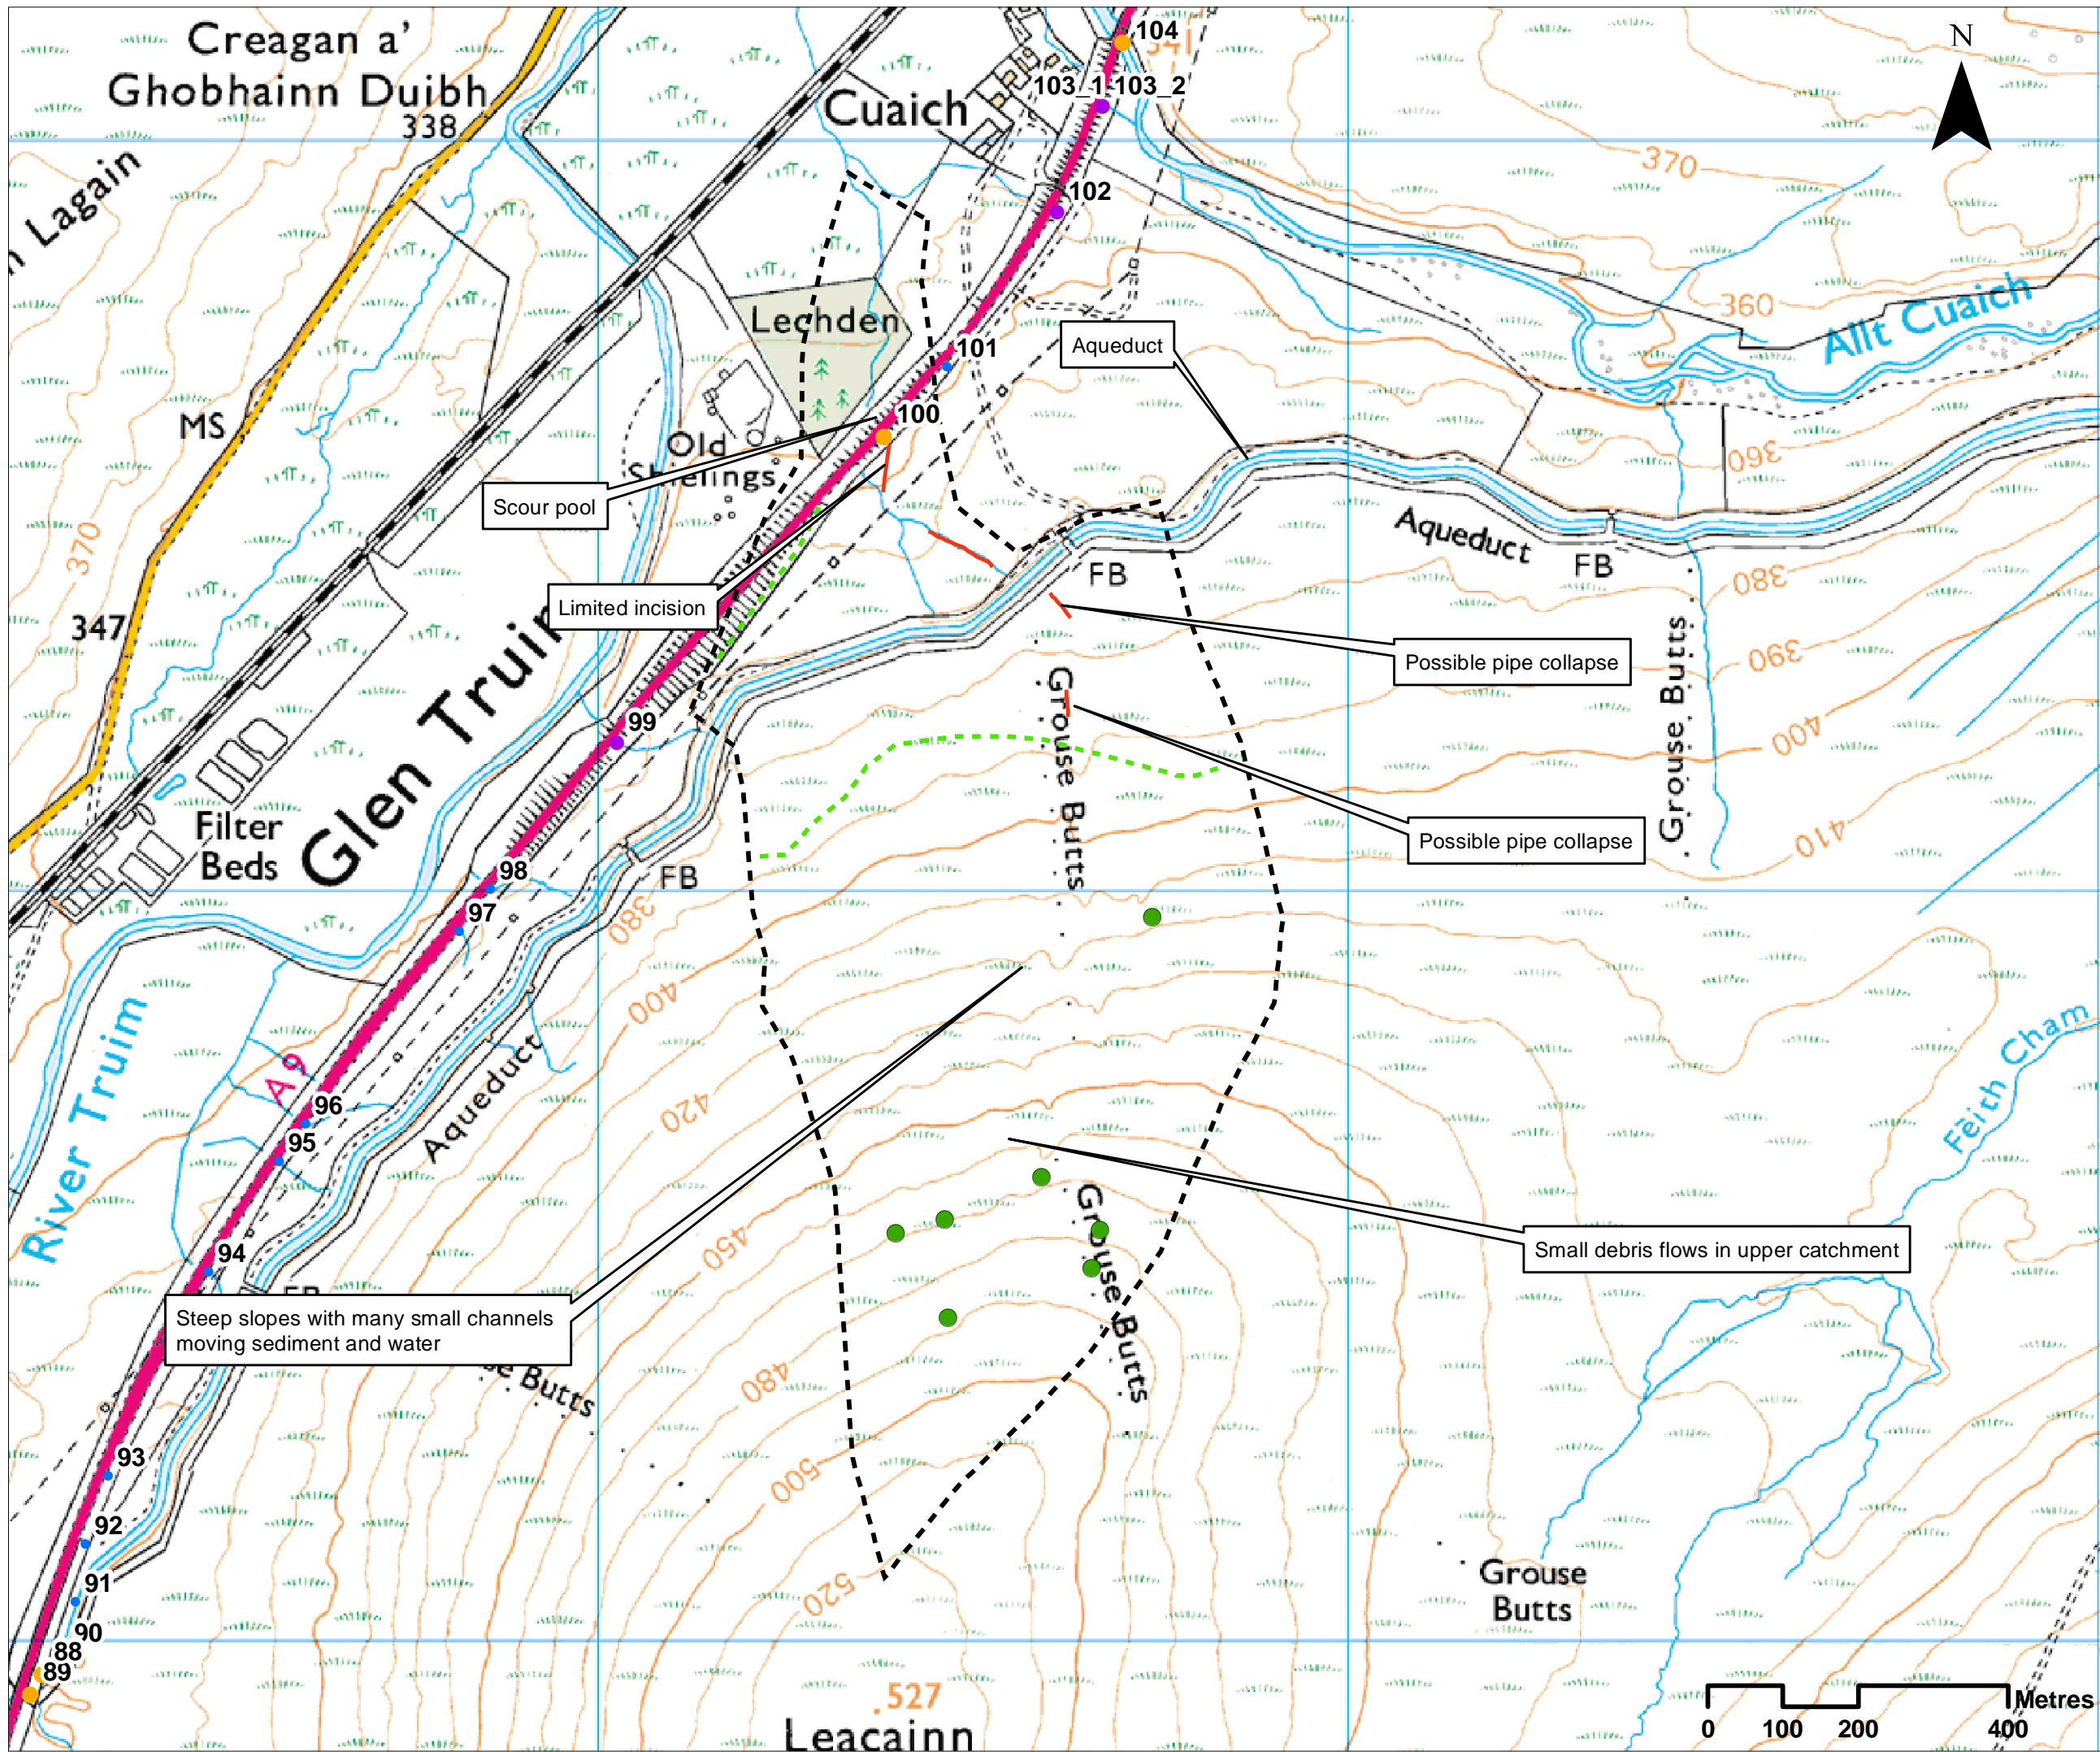 Creagan a'
Ghobhainn Duibh
338
Lagain
N
104
341
103_1 103_2
Cuaich
102
370
360
Allt Cuaich
Lechden
101
Aqueduct
100
MS
Old
Shielings
Scour pool
360
370
Aqueduct
FB
FB
380
Limited incision
347
Glen Truim
Possible pipe collapse
390
Grouse Butts
Grouse Butts
99
400
Possible pipe collapse
410
Filter
Beds
98
FB
97
380
400
River Truim
A 9
Aqueduct
96
95
420
Fèith Cham
94
450
Grouse Butts
Small debris flows in upper catchment
Steep slopes with many small channels
moving sediment and water
Butts
480
93
500
92
91
520
Grouse
Butts
90
88
89
.527
Leacainn
Metres
0 100 200 400